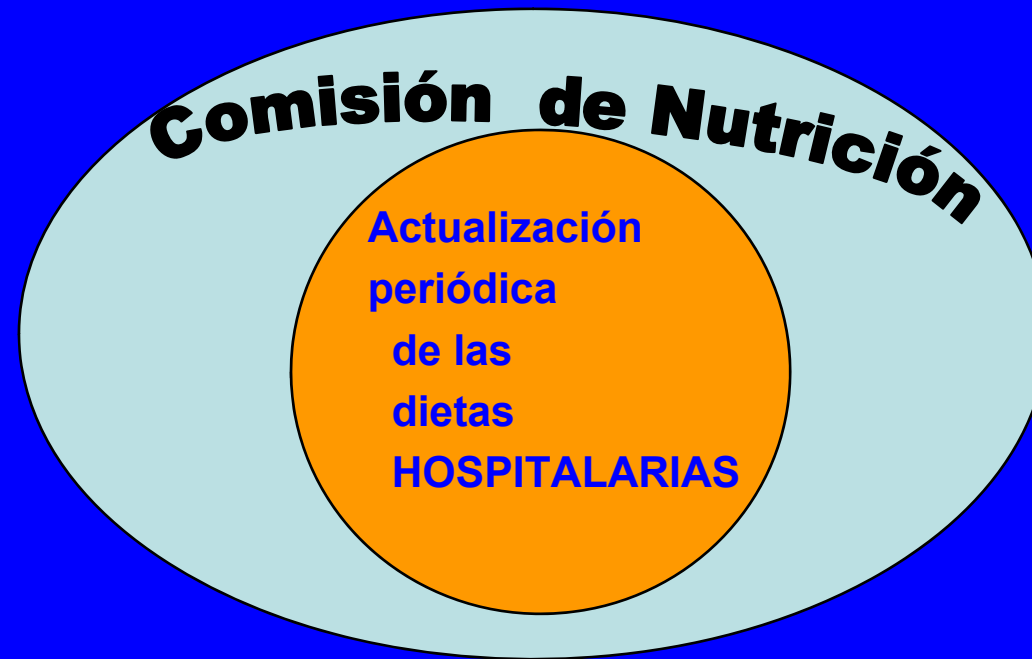 Comisión de Nutrición
Actualización
periódica
de las
dietas
HOSPITALARIAS